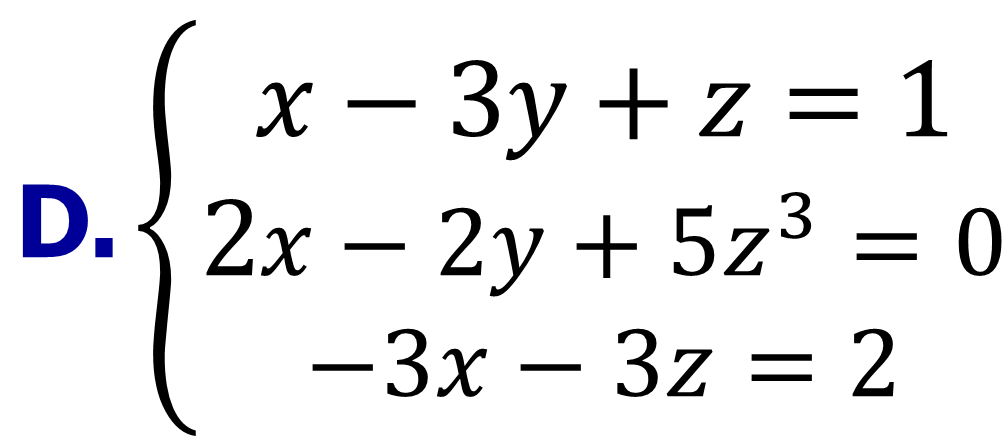 x − 3y + z = 1
D. 2x − 2y + 5z³ = 0
−3x − 3z = 2